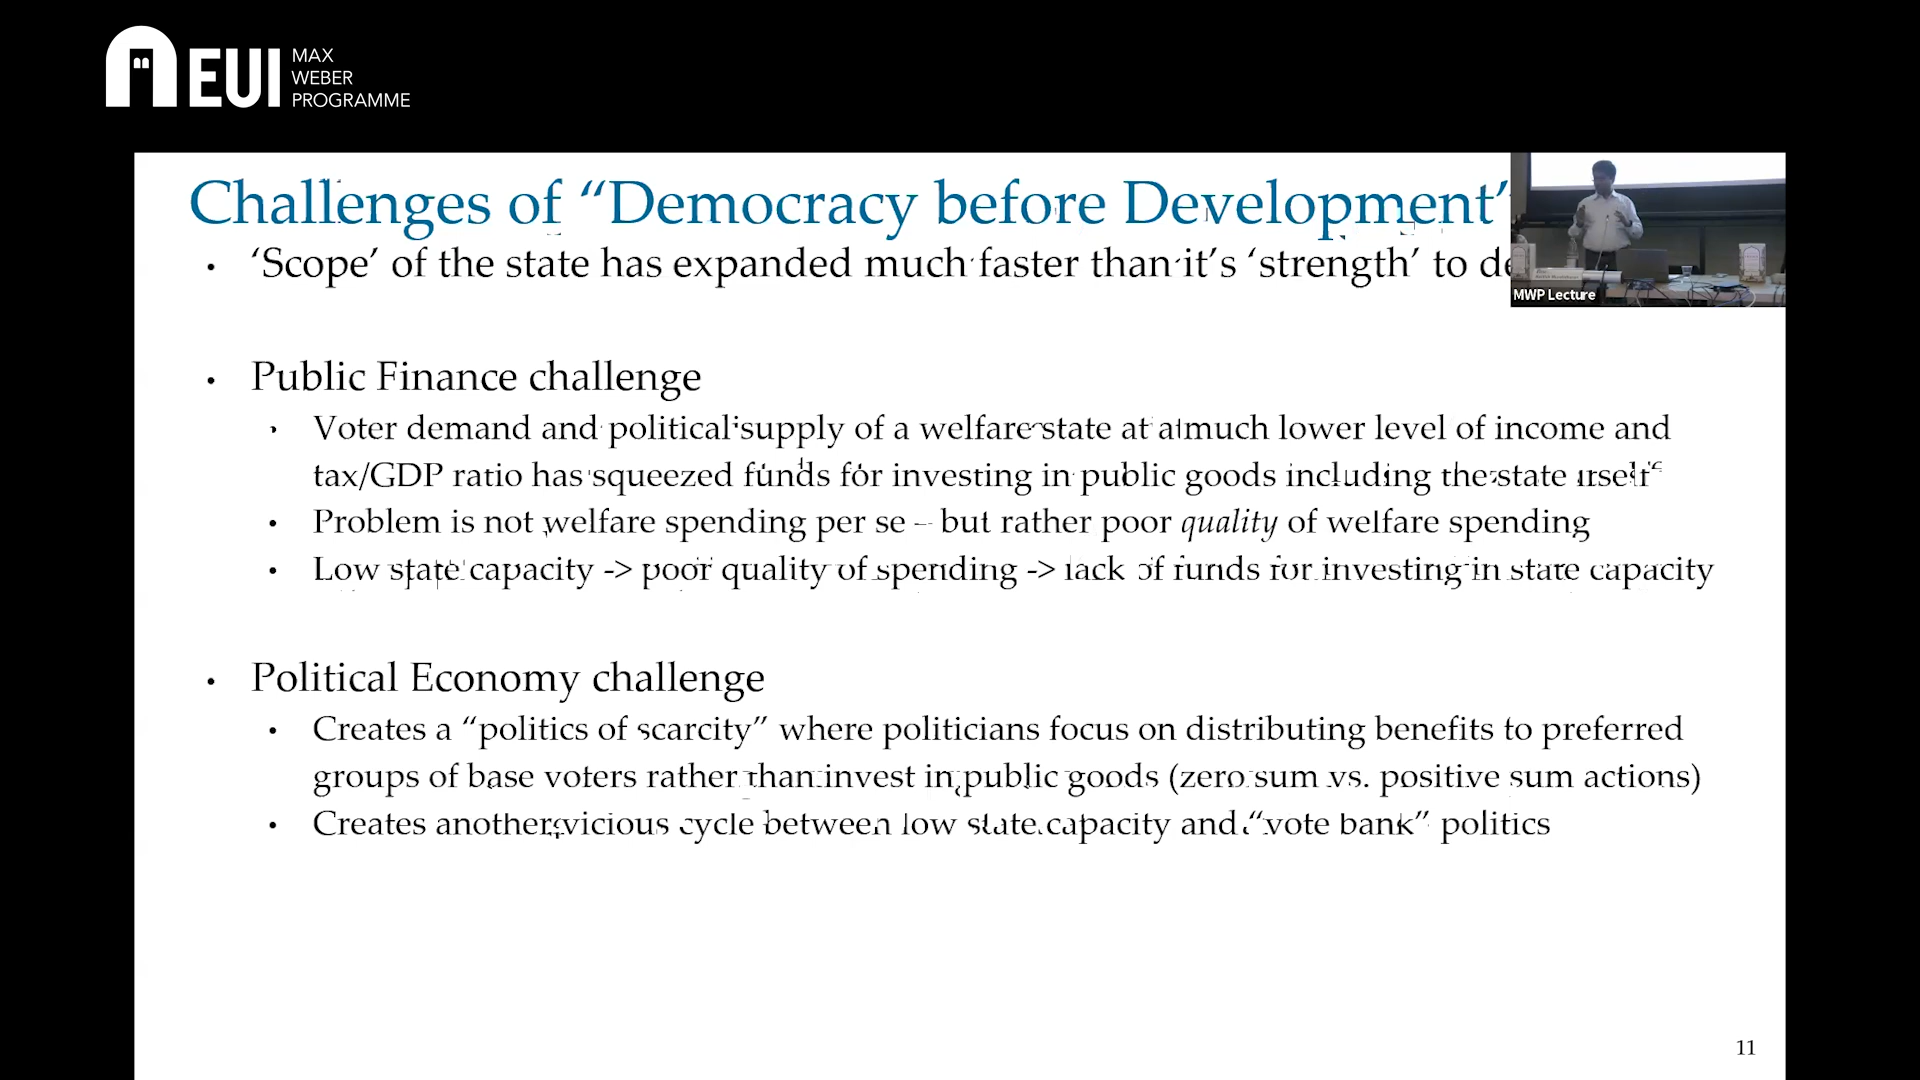 EUI MAX
WEBER
PROGRAMME
Challenges of “Democracy before Development”
• ‘Scope’ of the state has expanded much faster than it’s ‘strength’ to
MWP Lecture
• Public Finance challenge
• Voter demand and political supply of a welfare state at a much lower level of income and
tax/GDP ratio has squeezed funds for investing in public goods including the state itself
• Problem is not welfare spending per se – but rather poor quality of welfare spending
• Low state capacity -> poor quality of spending -> lack of funds for investing in state capacity
• Political Economy challenge
• Creates a “politics of scarcity” where politicians focus on distributing benefits to preferred
groups of base voters rather than invest in public goods (zero sum vs. positive sum actions)
• Creates another vicious cycle between low state capacity and “vote bank” politics
11